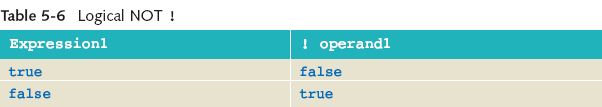 Table 5-6 Logical NOT !
Expression1 ! operand1
true false
false true